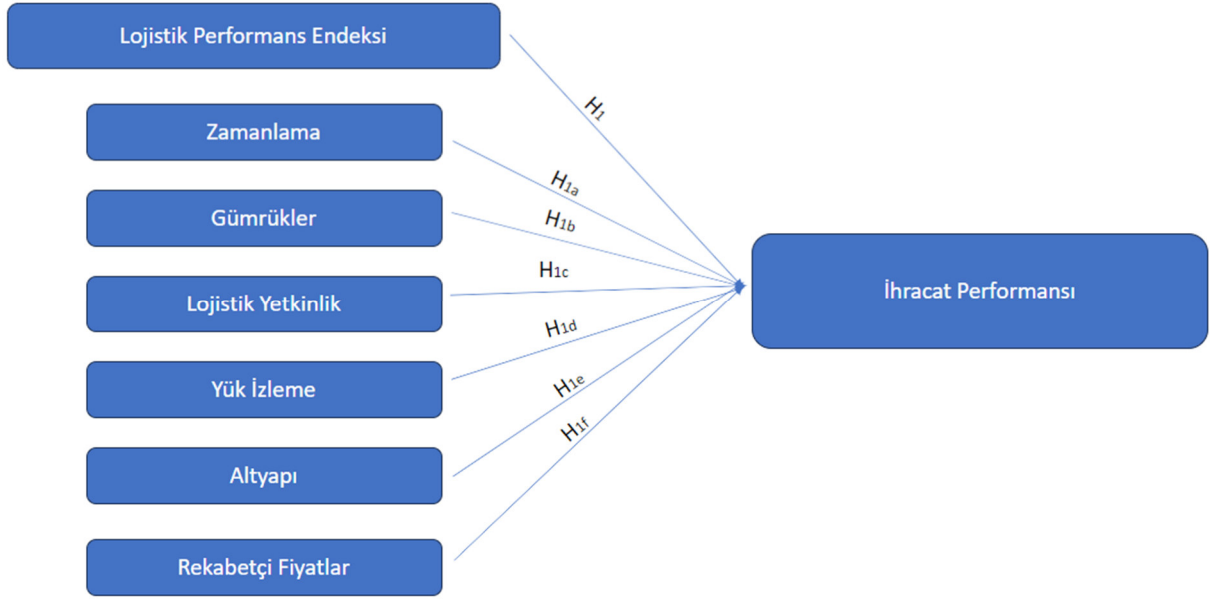 Lojistik Performans Endeksi
H1
Zamanlama
H1a
Gümrükler
H1b
Lojistik Yetkinlik
H1c
İhracat Performansı
Yük İzleme
H1d
Altyapı
H1e
Rekabetçi Fiyatlar
H1f